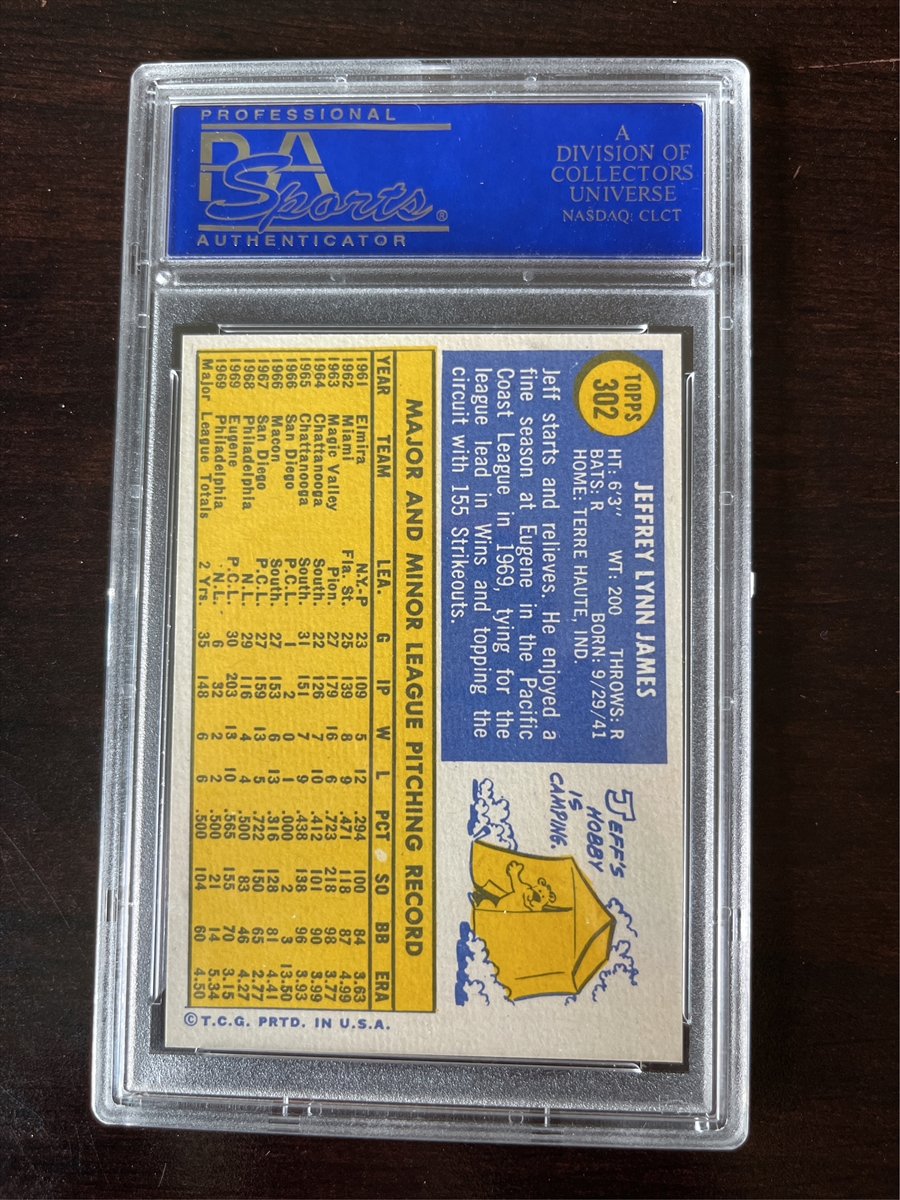 PROFESSIONAL
PSA
Sports®
AUTHENTICATOR
A
DIVISION OF
COLLECTORS
UNIVERSE
NASDAQ: CLCT
TOPPS
302
JEFFREY LYNN JAMES
HT: 6'3" WT: 200 THROWS: R
BATS: R BORN: 9/29/41
HOME: TERRE HAUTE, IND.
Jeff starts and relieves. He enjoyed a
fine season at Eugene in the Pacific
Coast League in 1969, tying for the
league lead in Wins and topping the
circuit with 155 Strikeouts.
JEFF'S
HOBBY
IS
CAMPING.
MAJOR AND MINOR LEAGUE PITCHING RECORD
YEAR TEAM LEA. G IP W L PCT SO BB ERA
1961 Elmira N.Y.-P 23 109 5 12 .294 100 84 3.63
1962 Miami Fla. St. 25 139 8 9 .471 118 87 4.99
1963 Magic Valley Pion. 27 179 16 6 .723 218 98 3.77
1964 Chattanooga South. 22 126 7 10 .412 101 90 3.99
1965 Chattanooga South. 31 151 7 9 .438 138 96 3.93
1966 San Diego P.C.L. 1 2 0 1 .000 2 3 13.50
1966 Macon South. 27 153 6 13 .316 128 81 4.41
1967 San Diego P.C.L. 27 159 13 5 .722 150 65 2.77
1968 Philadelphia N.L. 29 116 4 4 .500 83 46 4.27
1969 Eugene P.C.L. 30 203 13 10 .565 155 70 3.15
1969 Philadelphia N.L. 6 32 2 2 .500 21 14 5.34
Major League Totals 2 Yrs. 35 148 6 6 .500 104 60 4.50
©T.C.G. PRTD. IN U.S.A.